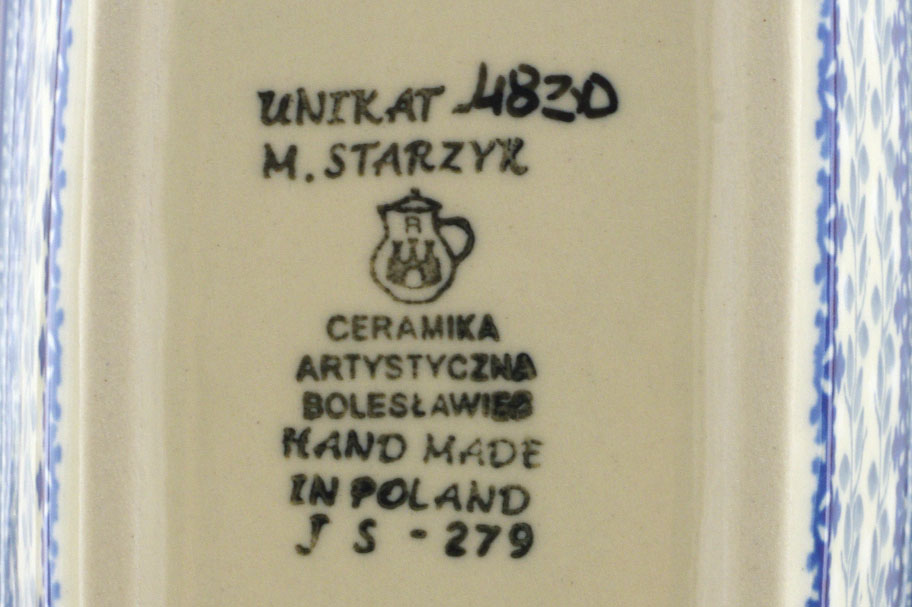 UNIKAT 4830
M. STARZYK
A
CERAMIKA
ARTYSTYCZNA
BOLESŁAWIEC
HAND MADE
IN POLAND
J S - 279